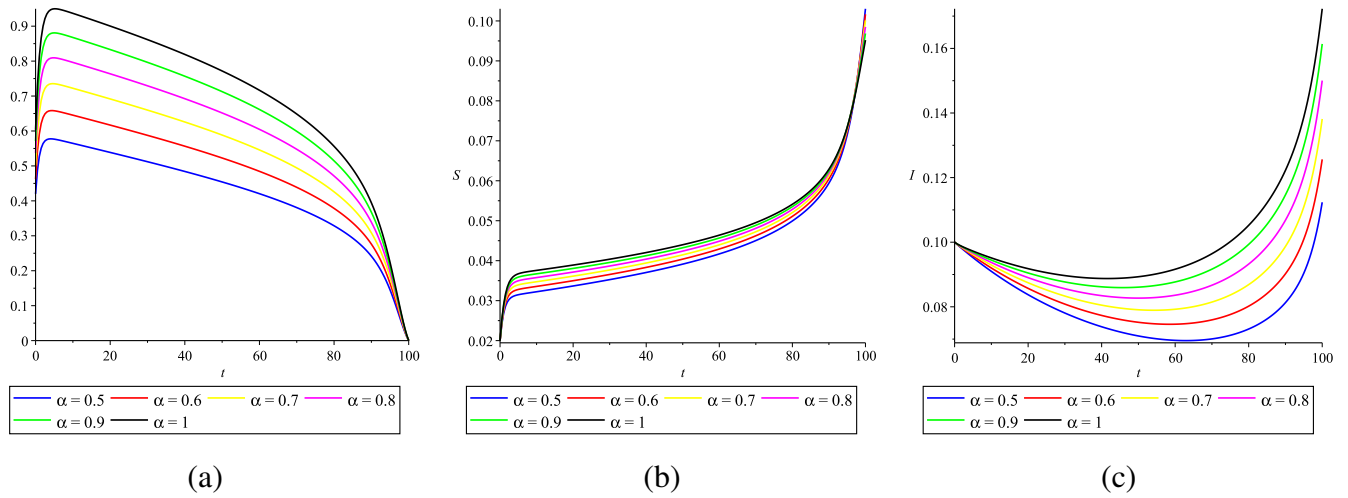 0.9
0.8
0.7
0.6
0.5
0.4
0.3
0.2
0.1
0
0 20 40 60 80 100
t
α = 0.5 α = 0.6 α = 0.7 α = 0.8
α = 0.9 α = 1
(a)
0.10
0.09
0.08
0.07
S 0.06
0.05
0.04
0.03
0.02
0 20 40 60 80 100
t
α = 0.5 α = 0.6 α = 0.7 α = 0.8
α = 0.9 α = 1
(b)
0.16
0.14
I 0.12
0.10
0.08
0 20 40 60 80 100
t
α = 0.5 α = 0.6 α = 0.7 α = 0.8
α = 0.9 α = 1
(c)